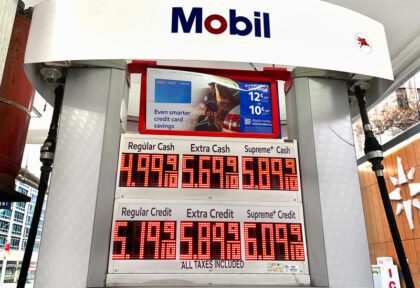 Mobil
Even smarter
credit card
savings
12¢
10¢
Regular Cash Extra Cash Supreme+ Cash
4.99 9/10 5.69 9/10 5.89 9/10
Regular Credit Extra Credit Supreme+ Credit
5.19 9/10 5.89 9/10 6.09 9/10
ALL TAXES INCLUDED